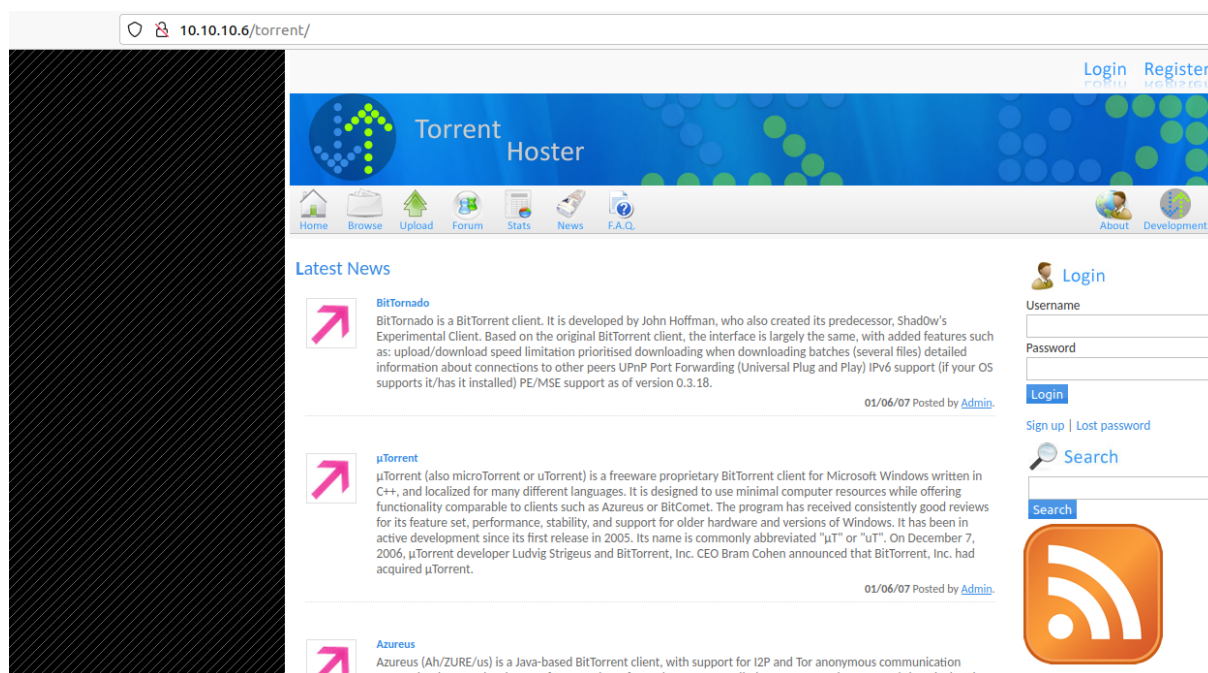 10.10.10.6/torrent/
Login Register
Torrent
Hoster
Home Browse Upload Forum Stats News F.A.Q. About Development
Latest News
BitTornado
BitTornado is a BitTorrent client. It is developed by John Hoffman, who also created its predecessor, Shad0w's
Experimental Client. Based on the original BitTorrent client, the interface is largely the same, with added features such
as: upload/download speed limitation prioritised downloading when downloading batches (several files) detailed
information about connections to other peers UPnP Port Forwarding (Universal Plug and Play) IPv6 support (if your OS
supports it/has it installed) PE/MSE support as of version 0.3.18.
01/06/07 Posted by Admin.
µTorrent
µTorrent (also microTorrent or uTorrent) is a freeware proprietary BitTorrent client for Microsoft Windows written in
C++, and localized for many different languages. It is designed to use minimal computer resources while offering
functionality comparable to clients such as Azureus or BitComet. The program has received consistently good reviews
for its feature set, performance, stability, and support for older hardware and versions of Windows. It has been in
active development since its first release in 2005. Its name is commonly abbreviated "µT" or "uT". On December 7,
2006, µTorrent developer Ludvig Strigeus and BitTorrent, Inc. CEO Bram Cohen announced that BitTorrent, Inc. had
acquired µTorrent.
01/06/07 Posted by Admin.
Azureus
Azureus (Ah/ZURE/us) is a Java-based BitTorrent client, with support for I2P and Tor anonymous communication
Login
Username
Password
Login
Sign up | Lost password
Search
Search